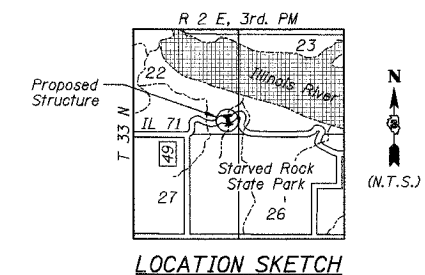 R 2 E, 3rd. PM
23
22
Illinois River
Proposed
Structure
N
T 33 N
IL 71
49
Starved Rock
State Park
(N.T.S.)
27
26
LOCATION SKETCH